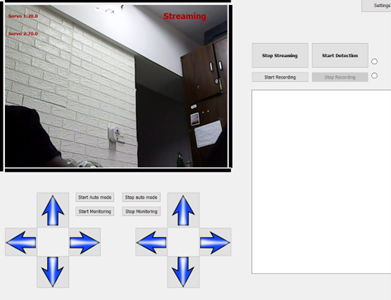 Settings
Servo 1:20.0
Streaming
Servo 2:20.0
Stop Streaming
Start Detection
Start Recording
Stop Recording
Start Auto mode
Stop auto mode
Start Monitoring
Stop Monitoring